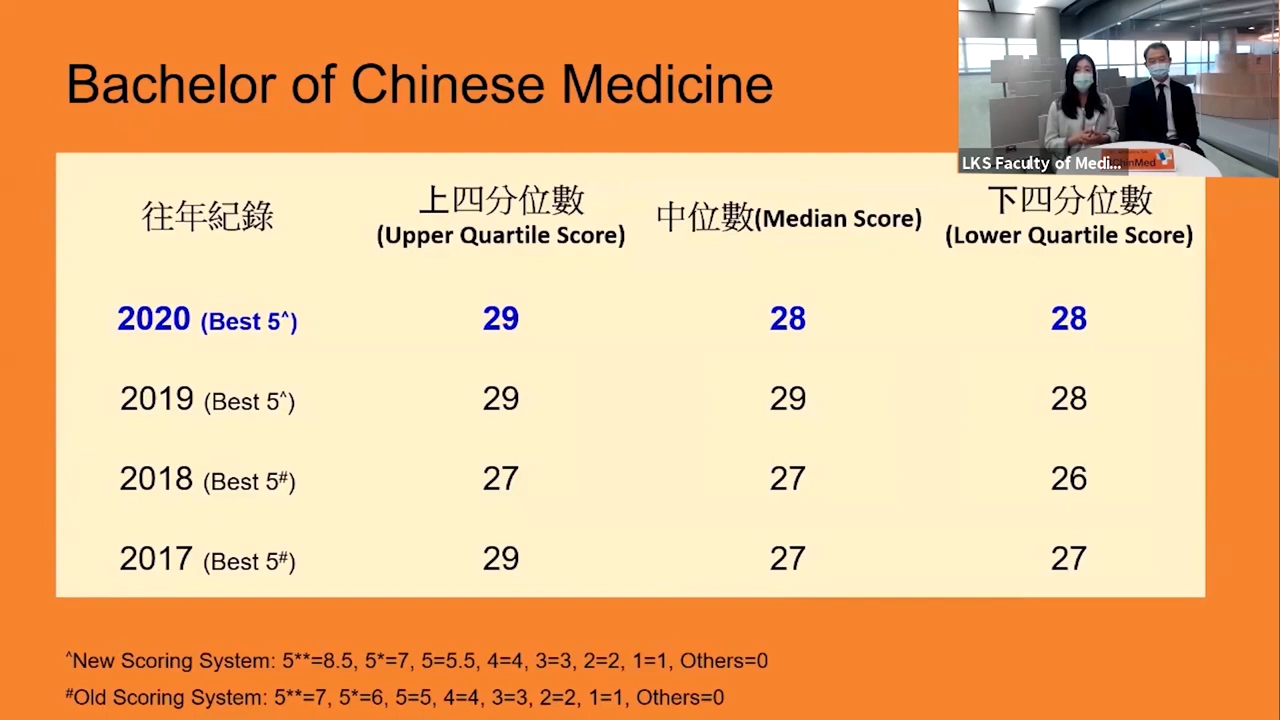 Bachelor of Chinese Medicine
LKS Faculty of Medi...
ChinMed
往年紀錄
上四分位數
(Upper Quartile Score)
中位數(Median Score)
下四分位數
(Lower Quartile Score)
2020 (Best 5^) 29 28 28
2019 (Best 5^) 29 29 28
2018 (Best 5#) 27 27 26
2017 (Best 5#) 29 27 27
^New Scoring System: 5**=8.5, 5*=7, 5=5.5, 4=4, 3=3, 2=2, 1=1, Others=0
#Old Scoring System: 5**=7, 5*=6, 5=5, 4=4, 3=3, 2=2, 1=1, Others=0